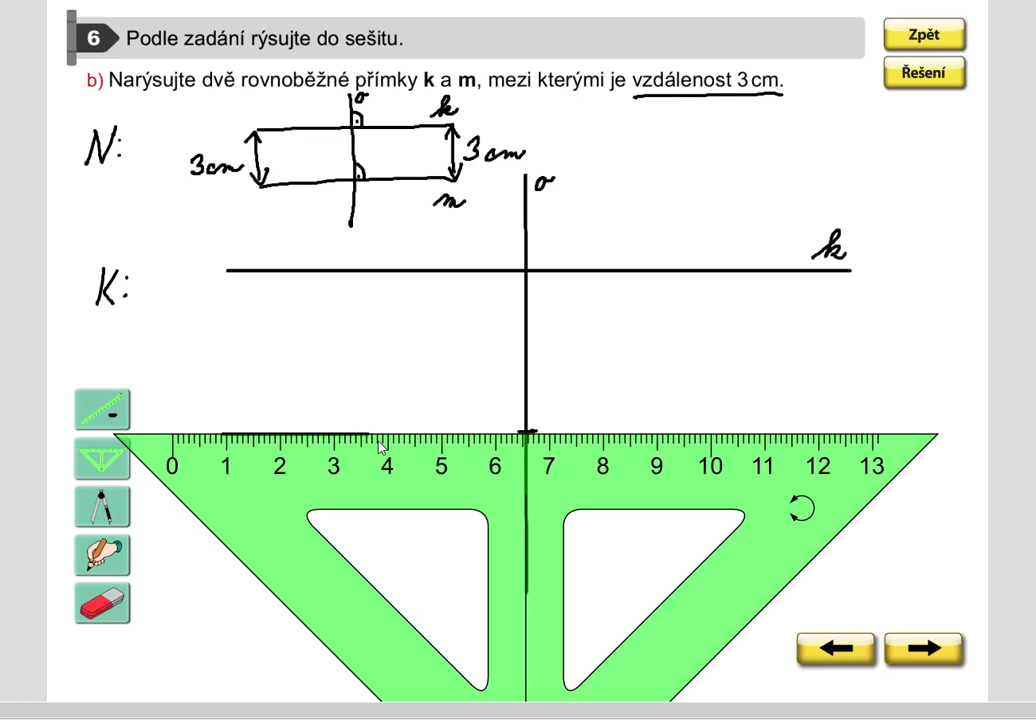 6 Podle zadání rýsujte do sešitu.
Zpět
Řešení
b) Narýsujte dvě rovnoběžné přímky k a m, mezi kterými je vzdálenost 3 cm.
N:
o
k
3cm
3cm
m
o
k
K:
0 1 2 3 4 5 6 7 8 9 10 11 12 13